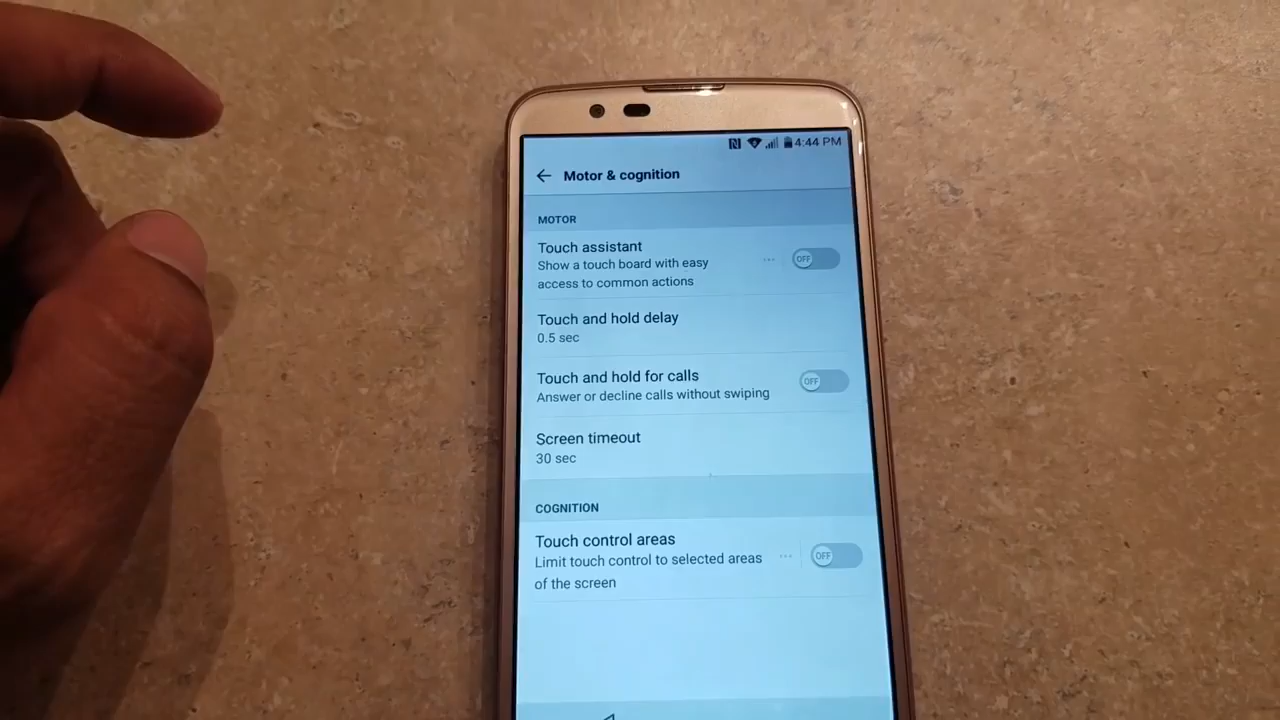 4:44 PM
Motor & cognition
MOTOR
Touch assistant
Show a touch board with easy
access to common actions
OFF
Touch and hold delay
0.5 sec
Touch and hold for calls
Answer or decline calls without swiping
OFF
Screen timeout
30 sec
COGNITION
Touch control areas
Limit touch control to selected areas
of the screen
OFF